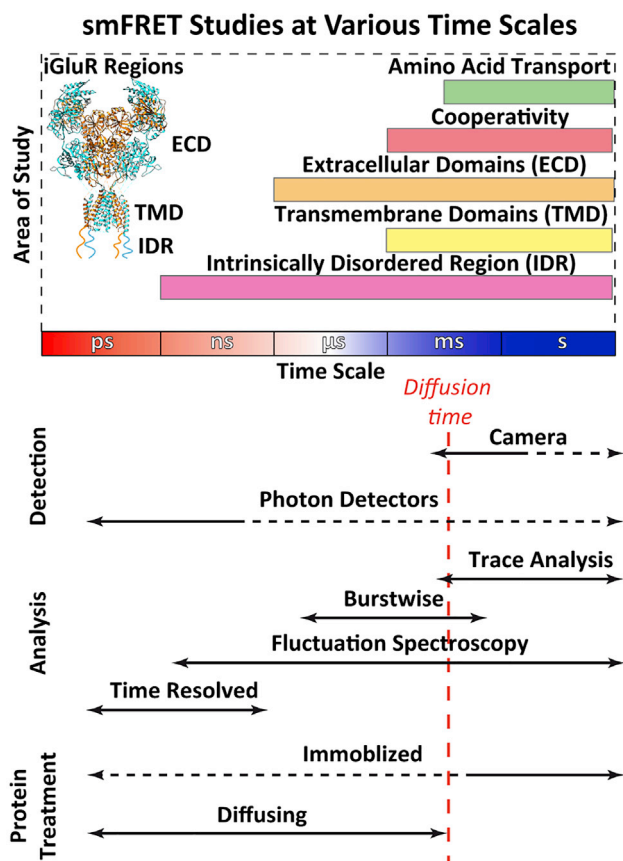 smFRET Studies at Various Time Scales
iGluR Regions
Amino Acid Transport
Cooperativity
ECD
Extracellular Domains (ECD)
TMD
Transmembrane Domains (TMD)
IDR
Intrinsically Disordered Region (IDR)
Area of Study
ps ns µs ms s
Time Scale
Diffusion
time
Detection
Camera
Photon Detectors
Analysis
Trace Analysis
Burstwise
Fluctuation Spectroscopy
Time Resolved
Protein
Treatment
Immoblized
Diffusing